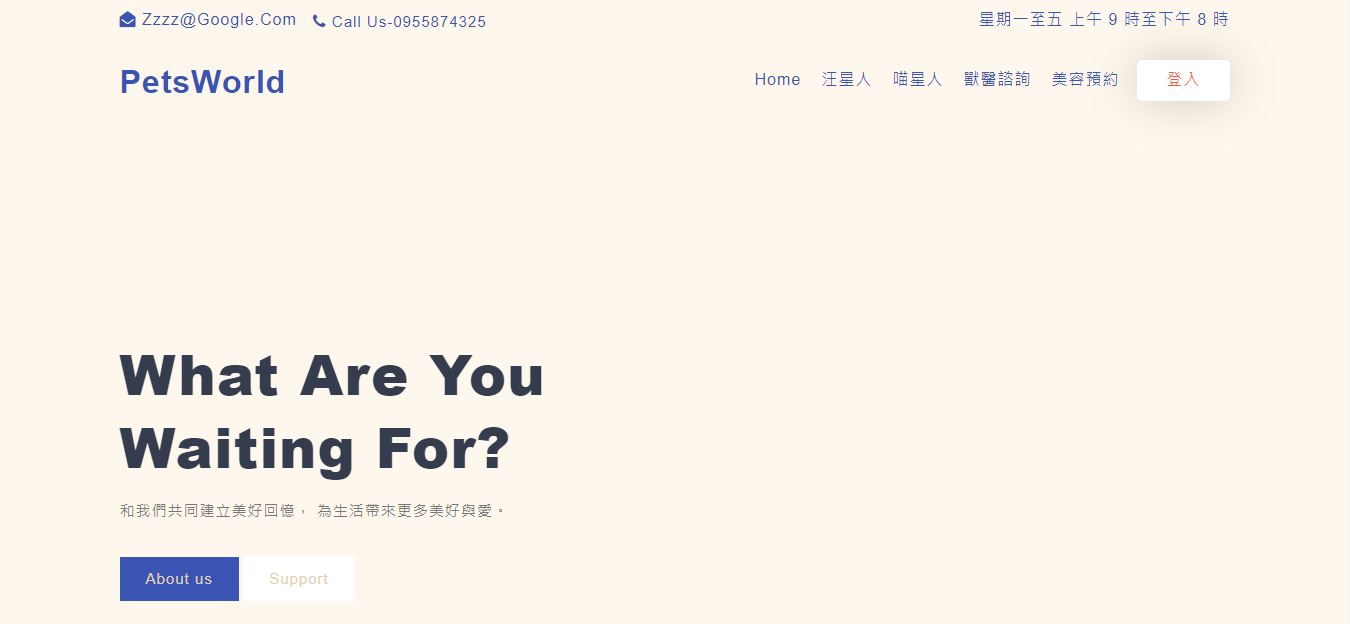 Zzzz@Google.Com Call Us-0955874325 星期一至五 上午 9 時至下午 8 時
PetsWorld Home 汪星人 喵星人 獸醫諮詢 美容預約 登入
What Are You
Waiting For?
和我們共同建立美好回憶， 為生活帶來更多美好與愛。
About us Support